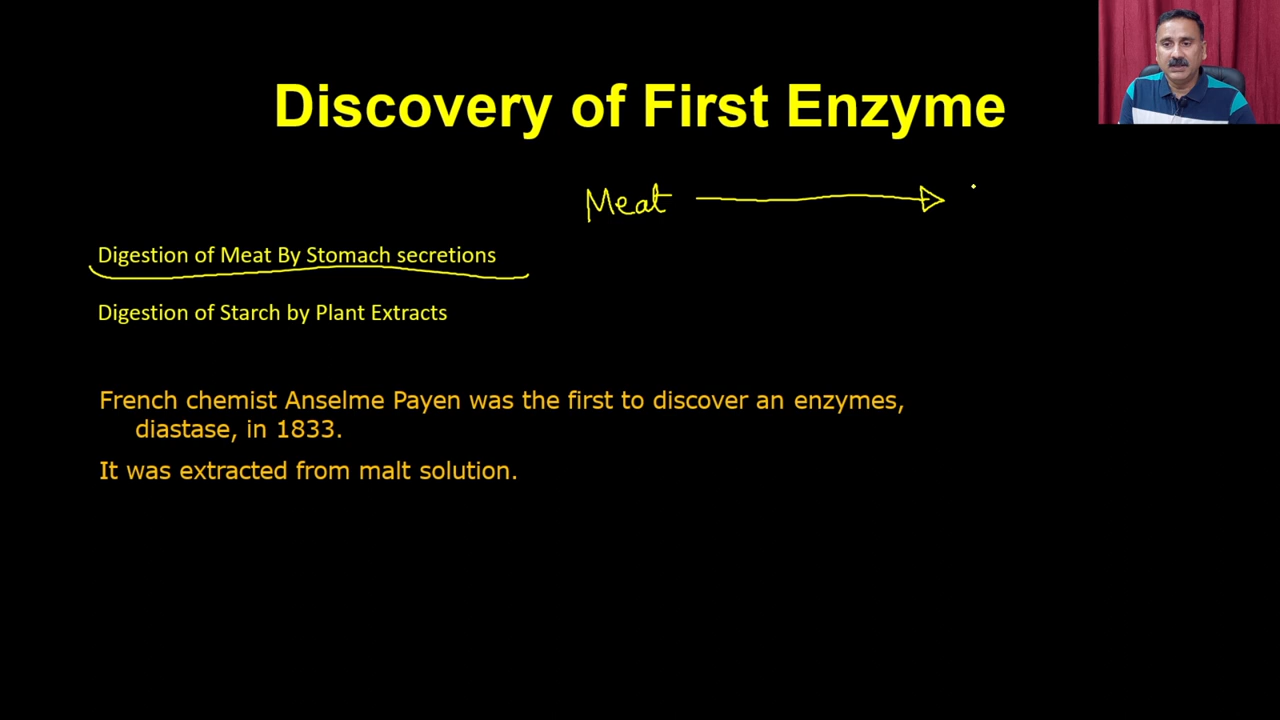 Discovery of First Enzyme
Meat
Digestion of Meat By Stomach secretions
Digestion of Starch by Plant Extracts
French chemist Anselme Payen was the first to discover an enzymes,
diastase, in 1833.
It was extracted from malt solution.